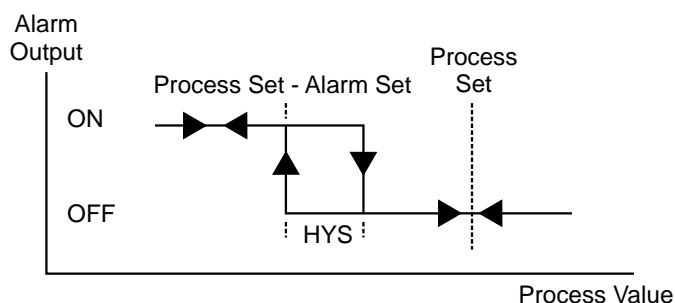 Alarm
Output
Process
Set
Process Set - Alarm Set
ON
OFF
HYS
Process Value